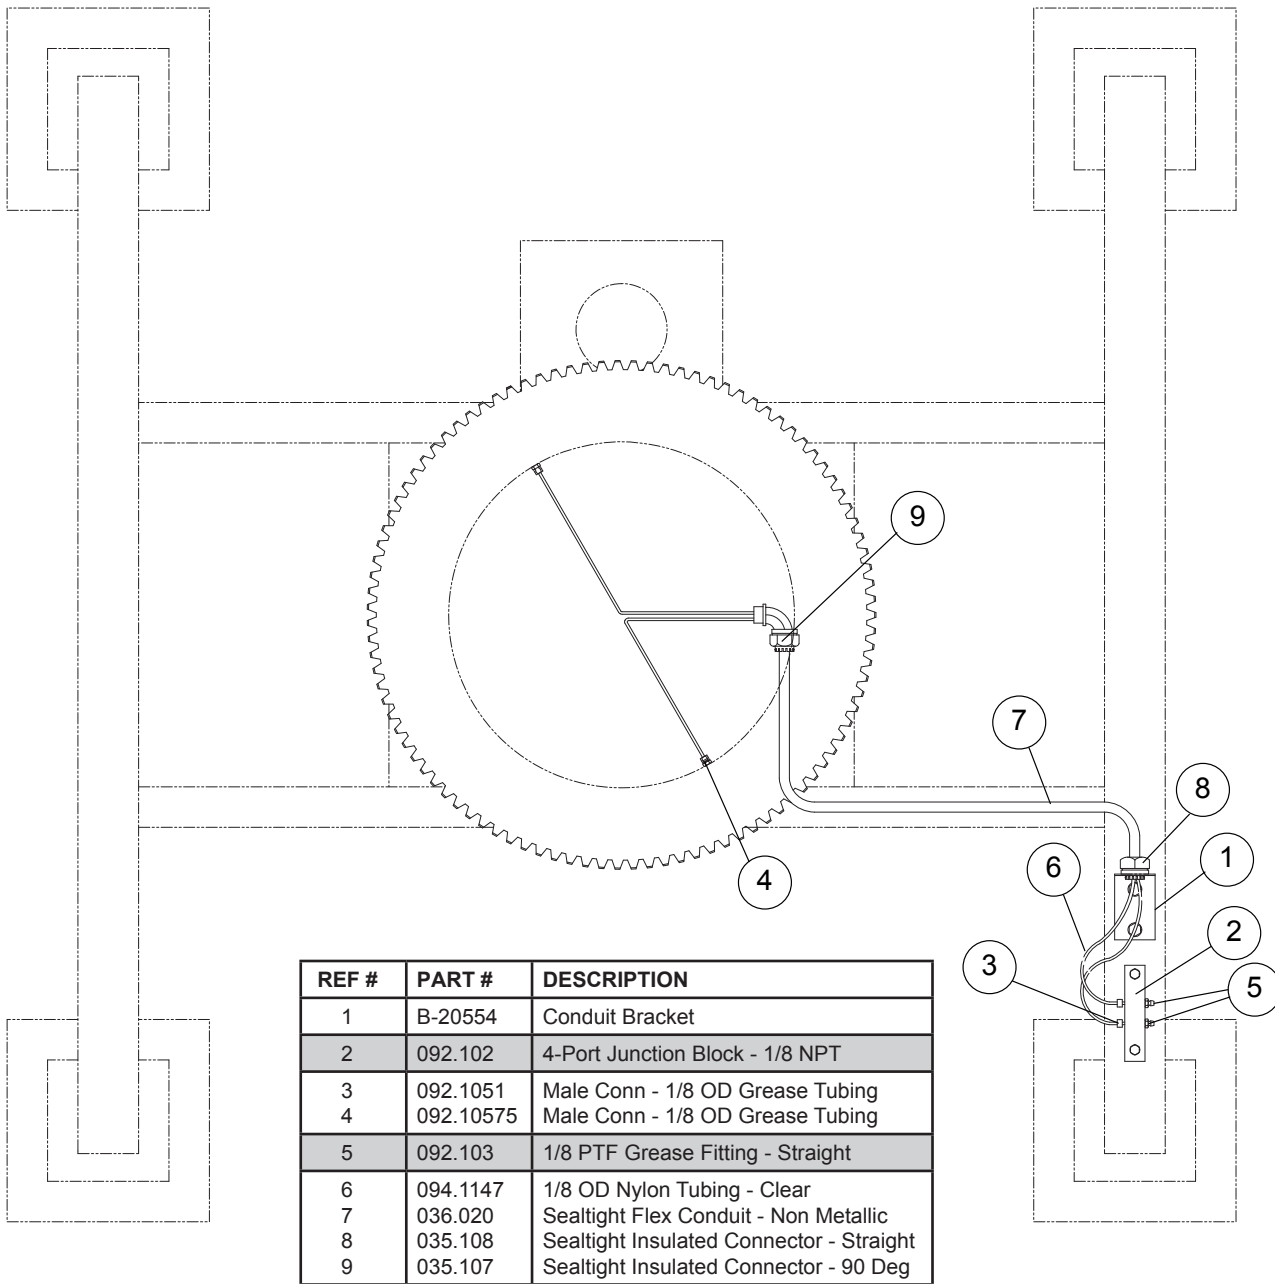 9
7
8
1
6
4
2
3
5
REF # PART # DESCRIPTION
1 B-20554 Conduit Bracket
2 092.102 4-Port Junction Block - 1/8 NPT
3 092.1051 Male Conn - 1/8 OD Grease Tubing
4 092.10575 Male Conn - 1/8 OD Grease Tubing
5 092.103 1/8 PTF Grease Fitting - Straight
6 094.1147 1/8 OD Nylon Tubing - Clear
7 036.020 Sealtight Flex Conduit - Non Metallic
8 035.108 Sealtight Insulated Connector - Straight
9 035.107 Sealtight Insulated Connector - 90 Deg